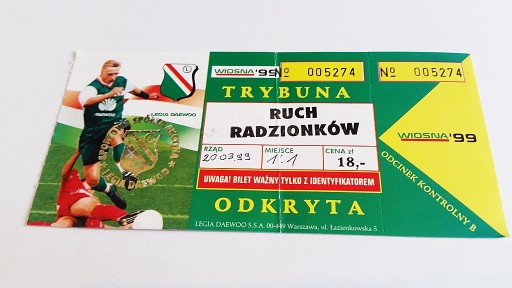 WIOSNA '99 Nº 005274
Nº 005274
L
LEGIA DAEWOO
TRYBUNA
RUCH
RADZIONKÓW
RZĄD MIEJSCE CENA zł
20.03.99 1:1 18,-
UWAGA! BILET WAŻNY TYLKO Z IDENTYFIKATOREM
ODKRYTA
LEGIA DAEWOO S.S.A. 00-449 Warszawa, ul. Łazienkowska 3
WIOSNA '99
ODCINEK KONTROLNY B
LEGIA DAEWOO